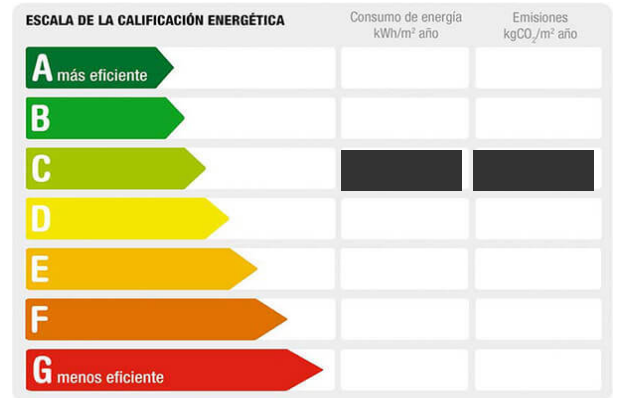 ESCALA DE LA CALIFICACIÓN ENERGÉTICA
Consumo de energía
kWh/m² año
Emisiones
kgCO₂/m² año
A más eficiente
B
C
D
E
F
G menos eficiente